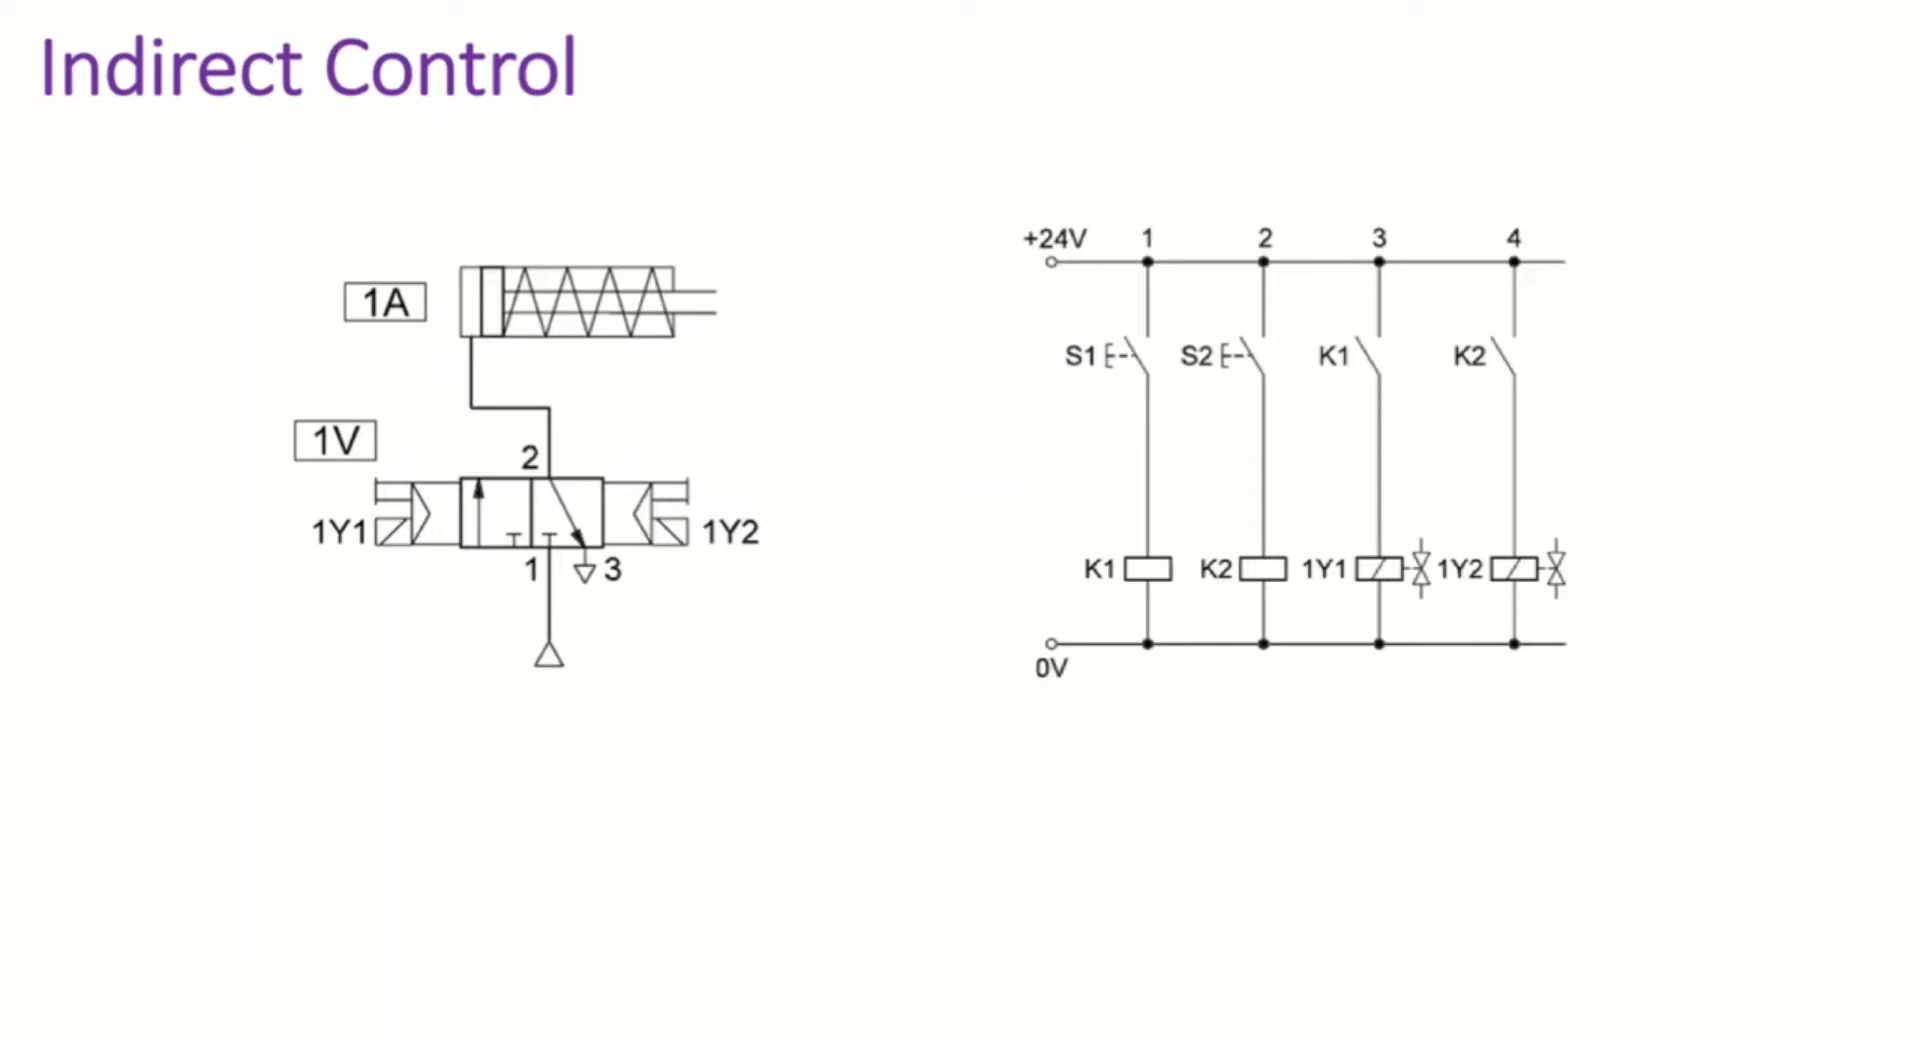 Indirect Control
1A
1V
2
1Y1
1Y2
1
3
+24V 1 2 3 4
S1 S2 K1 K2
K1 K2 1Y1 1Y2
0V